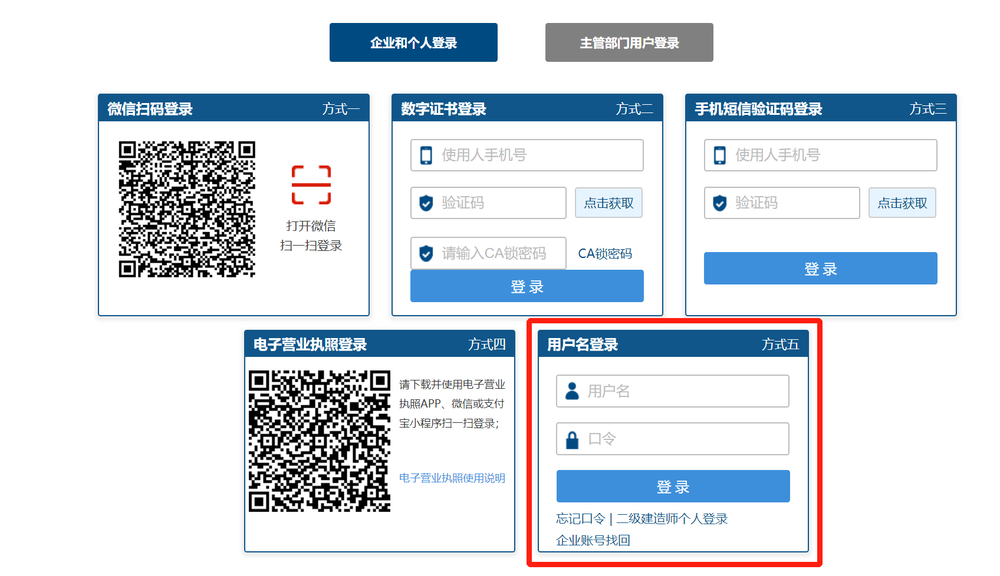 企业和个人登录
主管部门用户登录
微信扫码登录 方式一
打开微信
扫一扫登录
数字证书登录 方式二
使用人手机号
验证码 点击获取
请输入CA锁密码 CA锁密码
登 录
手机短信验证码登录 方式三
使用人手机号
验证码 点击获取
登 录
电子营业执照登录 方式四
请下载并使用电子营业
执照APP、微信或支付
宝小程序扫一扫登录；
电子营业执照使用说明
用户名登录 方式五
用户名
口令
登 录
忘记口令 | 二级建造师个人登录
企业账号找回